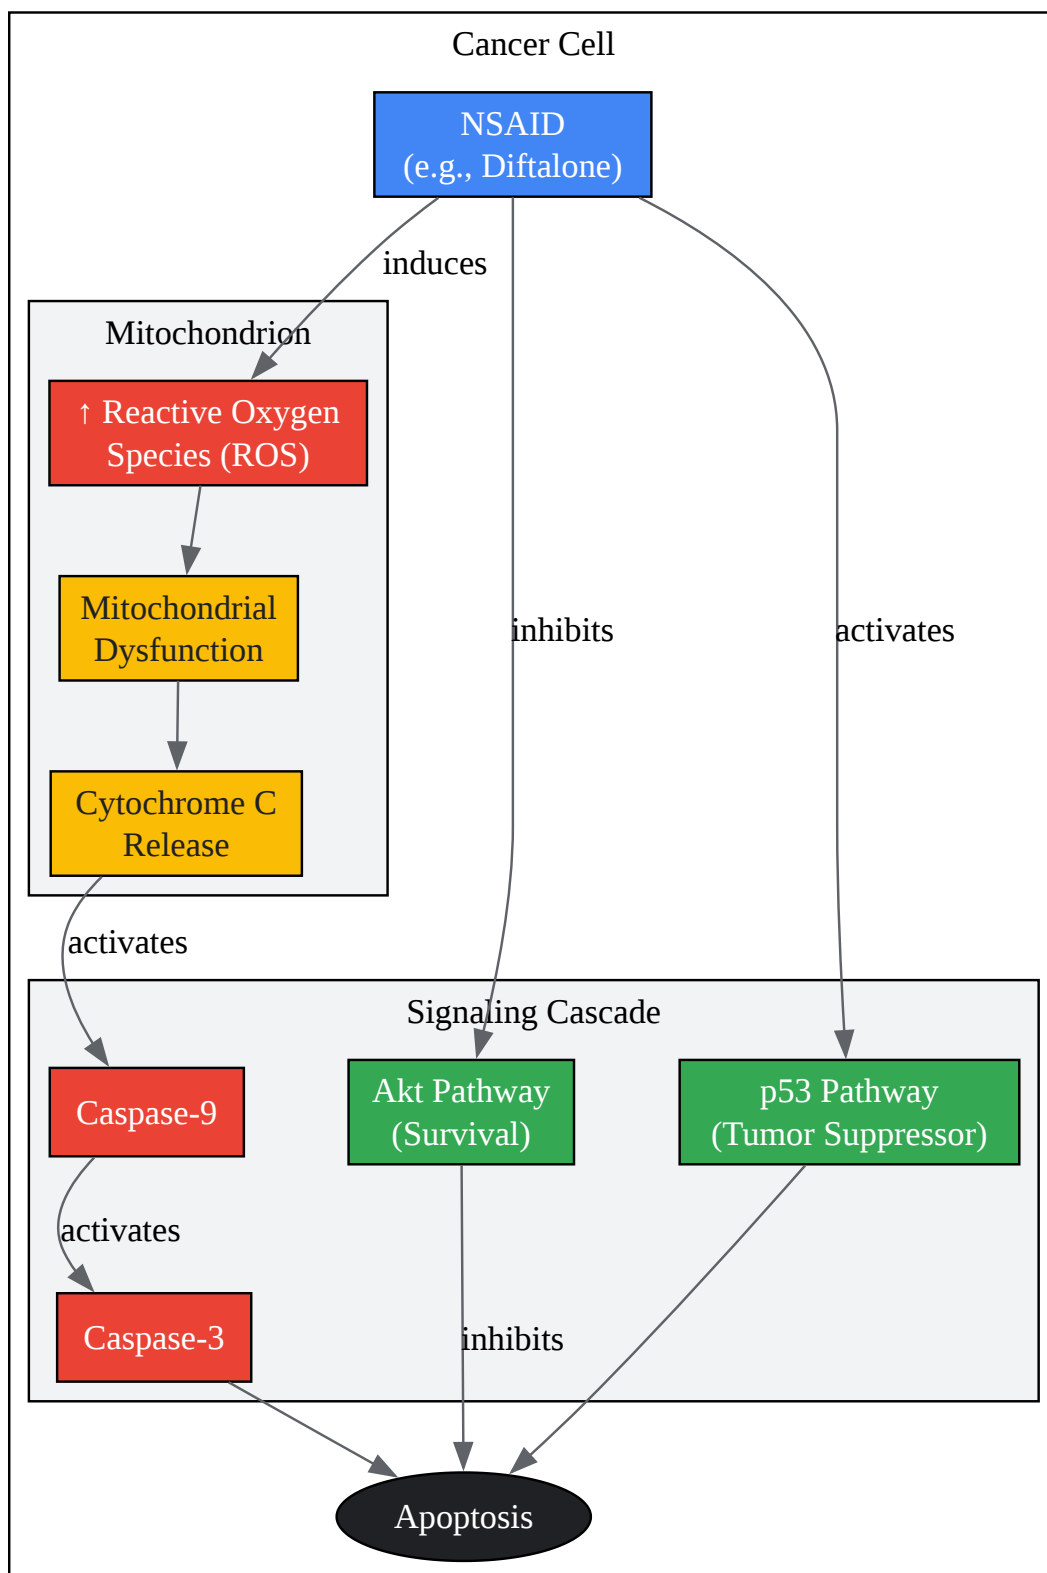 Cancer Cell
NSAID
(e.g., Diftalone)
induces
Mitochondrion
↑ Reactive Oxygen
Species (ROS)
Mitochondrial
Dysfunction
inhibits
activates
Cytochrome C
Release
activates
Signaling Cascade
Caspase-9
Akt Pathway
(Survival)
p53 Pathway
(Tumor Suppressor)
activates
Caspase-3
inhibits
Apoptosis